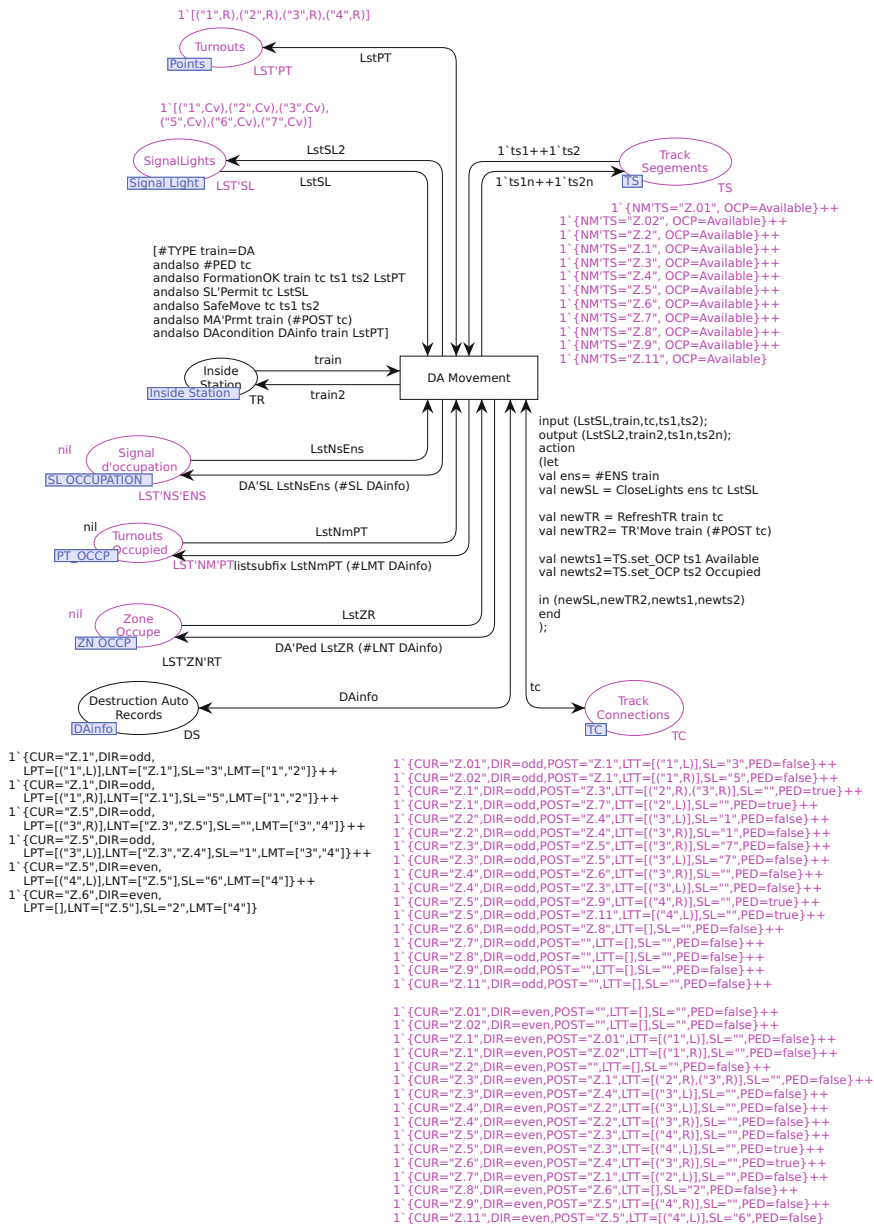 1`[("1",R),("2",R),("3",R),("4",R)]
Turnouts
Points
LST'PT
LstPT
1`[("1",Cv),("2",Cv),("3",Cv),
("5",Cv),("6",Cv),("7",Cv)]
SignalLights
Signal Light
LST'SL
LstSL2
LstSL
1`ts1++1`ts2
1`ts1n++1`ts2n
Track
Segements
TS
TS
1`{NM'TS="Z.01", OCP=Available}++
1`{NM'TS="Z.02", OCP=Available}++
1`{NM'TS="Z.2", OCP=Available}++
1`{NM'TS="Z.1", OCP=Available}++
1`{NM'TS="Z.3", OCP=Available}++
1`{NM'TS="Z.4", OCP=Available}++
1`{NM'TS="Z.5", OCP=Available}++
1`{NM'TS="Z.6", OCP=Available}++
1`{NM'TS="Z.7", OCP=Available}++
1`{NM'TS="Z.8", OCP=Available}++
1`{NM'TS="Z.9", OCP=Available}++
1`{NM'TS="Z.11", OCP=Available}
[#TYPE train=DA
andalso #PED tc
andalso FormationOK train tc ts1 ts2 LstPT
andalso SL'Permit tc LstSL
andalso SafeMove tc ts1 ts2
andalso MA'Prmt train (#POST tc)
andalso DAcondition DAinfo train LstPT]
Inside
Station
Inside Station
TR
train
train2
DA Movement
nil
Signal
d'occupation
SL OCCUPATION
LST'NS'ENS
LstNsEns
DA'SL LstNsEns (#SL DAinfo)
nil
Turnouts
Occupied
PT_OCCP
LST'NM'PT
LstNmPT
listsubfix LstNmPT (#LMT DAinfo)
nil
Zone
Occupe
ZN OCCP
LST'ZN'RT
LstZR
DA'Ped LstZR (#LNT DAinfo)
input (LstSL,train,tc,ts1,ts2);
output (LstSL2,train2,ts1n,ts2n);
action
(let
val ens= #ENS train
val newSL = CloseLights ens tc LstSL
val newTR = RefreshTR train tc
val newTR2= TR'Move train (#POST tc)
val newts1=TS.set_OCP ts1 Available
val newts2=TS.set_OCP ts2 Occupied
in (newSL,newTR2,newts1,newts2)
end
);
Destruction Auto
Records
DAinfo
DS
DAinfo
tc
Track
Connections
TC
TC
1`{CUR="Z.1",DIR=odd,
LPT=[("1",L)],LNT=["Z.1"],SL="3",LMT=["1","2"]}++
1`{CUR="Z.1",DIR=odd,
LPT=[("1",R)],LNT=["Z.1"],SL="5",LMT=["1","2"]}++
1`{CUR="Z.5",DIR=odd,
LPT=[("3",R)],LNT=["Z.3","Z.5"],SL="",LMT=["3","4"]}++
1`{CUR="Z.5",DIR=odd,
LPT=[("3",L)],LNT=["Z.3","Z.4"],SL="1",LMT=["3","4"]}++
1`{CUR="Z.5",DIR=even,
LPT=[("4",L)],LNT=["Z.5"],SL="6",LMT=["4"]}++
1`{CUR="Z.6",DIR=even,
LPT=[],LNT=["Z.5"],SL="2",LMT=["4"]}
1`{CUR="Z.01",DIR=odd,POST="Z.1",LTT=[("1",L)],SL="3",PED=false}++
1`{CUR="Z.02",DIR=odd,POST="Z.1",LTT=[("1",R)],SL="5",PED=false}++
1`{CUR="Z.1",DIR=odd,POST="Z.3",LTT=[("2",R),("3",R)],SL="",PED=true}++
1`{CUR="Z.1",DIR=odd,POST="Z.7",LTT=[("2",L)],SL="",PED=true}++
1`{CUR="Z.2",DIR=odd,POST="Z.4",LTT=[("3",L)],SL="1",PED=false}++
1`{CUR="Z.2",DIR=odd,POST="Z.4",LTT=[("3",R)],SL="1",PED=false}++
1`{CUR="Z.3",DIR=odd,POST="Z.5",LTT=[("3",R)],SL="7",PED=false}++
1`{CUR="Z.3",DIR=odd,POST="Z.5",LTT=[("3",L)],SL="7",PED=false}++
1`{CUR="Z.4",DIR=odd,POST="Z.6",LTT=[("3",R)],SL="",PED=false}++
1`{CUR="Z.4",DIR=odd,POST="Z.3",LTT=[("3",L)],SL="",PED=false}++
1`{CUR="Z.5",DIR=odd,POST="Z.9",LTT=[("4",R)],SL="",PED=true}++
1`{CUR="Z.5",DIR=odd,POST="Z.11",LTT=[("4",L)],SL="",PED=true}++
1`{CUR="Z.6",DIR=odd,POST="Z.8",LTT=[],SL="",PED=false}++
1`{CUR="Z.7",DIR=odd,POST="",LTT=[],SL="",PED=false}++
1`{CUR="Z.8",DIR=odd,POST="",LTT=[],SL="",PED=false}++
1`{CUR="Z.9",DIR=odd,POST="",LTT=[],SL="",PED=false}++
1`{CUR="Z.11",DIR=odd,POST="",LTT=[],SL="",PED=false}++
1`{CUR="Z.01",DIR=even,POST="",LTT=[],SL="",PED=false}++
1`{CUR="Z.02",DIR=even,POST="",LTT=[],SL="",PED=false}++
1`{CUR="Z.1",DIR=even,POST="Z.01",LTT=[("1",L)],SL="",PED=false}++
1`{CUR="Z.1",DIR=even,POST="Z.02",LTT=[("1",R)],SL="",PED=false}++
1`{CUR="Z.2",DIR=even,POST="",LTT=[],SL="",PED=false}++
1`{CUR="Z.3",DIR=even,POST="Z.1",LTT=[("2",R),("3",R)],SL="",PED=false}++
1`{CUR="Z.3",DIR=even,POST="Z.4",LTT=[("3",L)],SL="",PED=false}++
1`{CUR="Z.4",DIR=even,POST="Z.2",LTT=[("3",L)],SL="",PED=false}++
1`{CUR="Z.4",DIR=even,POST="Z.2",LTT=[("3",R)],SL="",PED=false}++
1`{CUR="Z.5",DIR=even,POST="Z.3",LTT=[("4",R)],SL="",PED=false}++
1`{CUR="Z.5",DIR=even,POST="Z.3",LTT=[("4",L)],SL="",PED=true}++
1`{CUR="Z.6",DIR=even,POST="Z.4",LTT=[("3",R)],SL="",PED=true}++
1`{CUR="Z.7",DIR=even,POST="Z.1",LTT=[("2",L)],SL="",PED=false}++
1`{CUR="Z.8",DIR=even,POST="Z.6",LTT=[],SL="2",PED=false}++
1`{CUR="Z.9",DIR=even,POST="Z.5",LTT=[("4",R)],SL="",PED=false}++
1`{CUR="Z.11",DIR=even,POST="Z.5",LTT=[("4",L)],SL="6",PED=false}